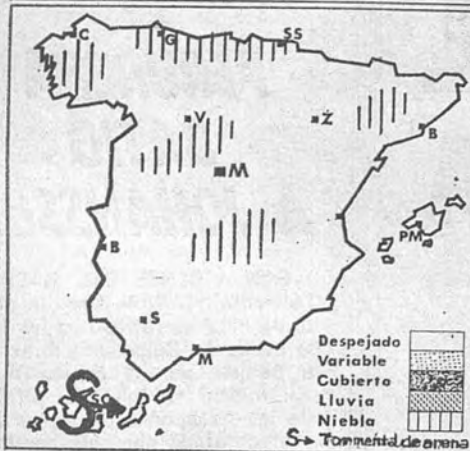 C G SS
V Z B
M
B PM
S
M
Despejado
Variable
Cubierto
Lluvia
Niebla
S→ Tormenta de arena